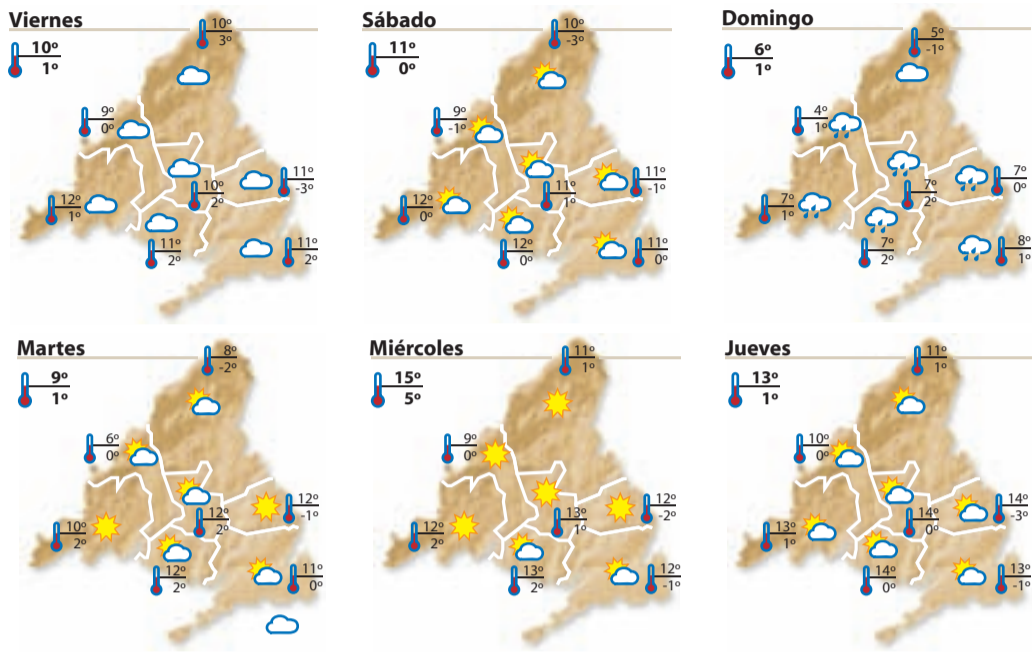 Viernes
10º
1º
10º
3º
9º
0º
10º
2º
11º
-3º
12º
1º
11º
2º
11º
2º
Sábado
11º
0º
10º
-3º
9º
-1º
11º
1º
11º
-1º
12º
0º
12º
0º
11º
0º
Domingo
6º
1º
5º
-1º
4º
1º
7º
2º
7º
0º
7º
1º
7º
2º
8º
1º
Martes
9º
1º
8º
-2º
6º
0º
12º
2º
12º
-1º
10º
2º
12º
2º
11º
0º
Miércoles
15º
5º
11º
1º
9º
0º
13º
1º
12º
-2º
12º
2º
13º
2º
12º
-1º
Jueves
13º
1º
11º
1º
10º
0º
14º
0º
14º
-3º
13º
1º
14º
0º
13º
-1º